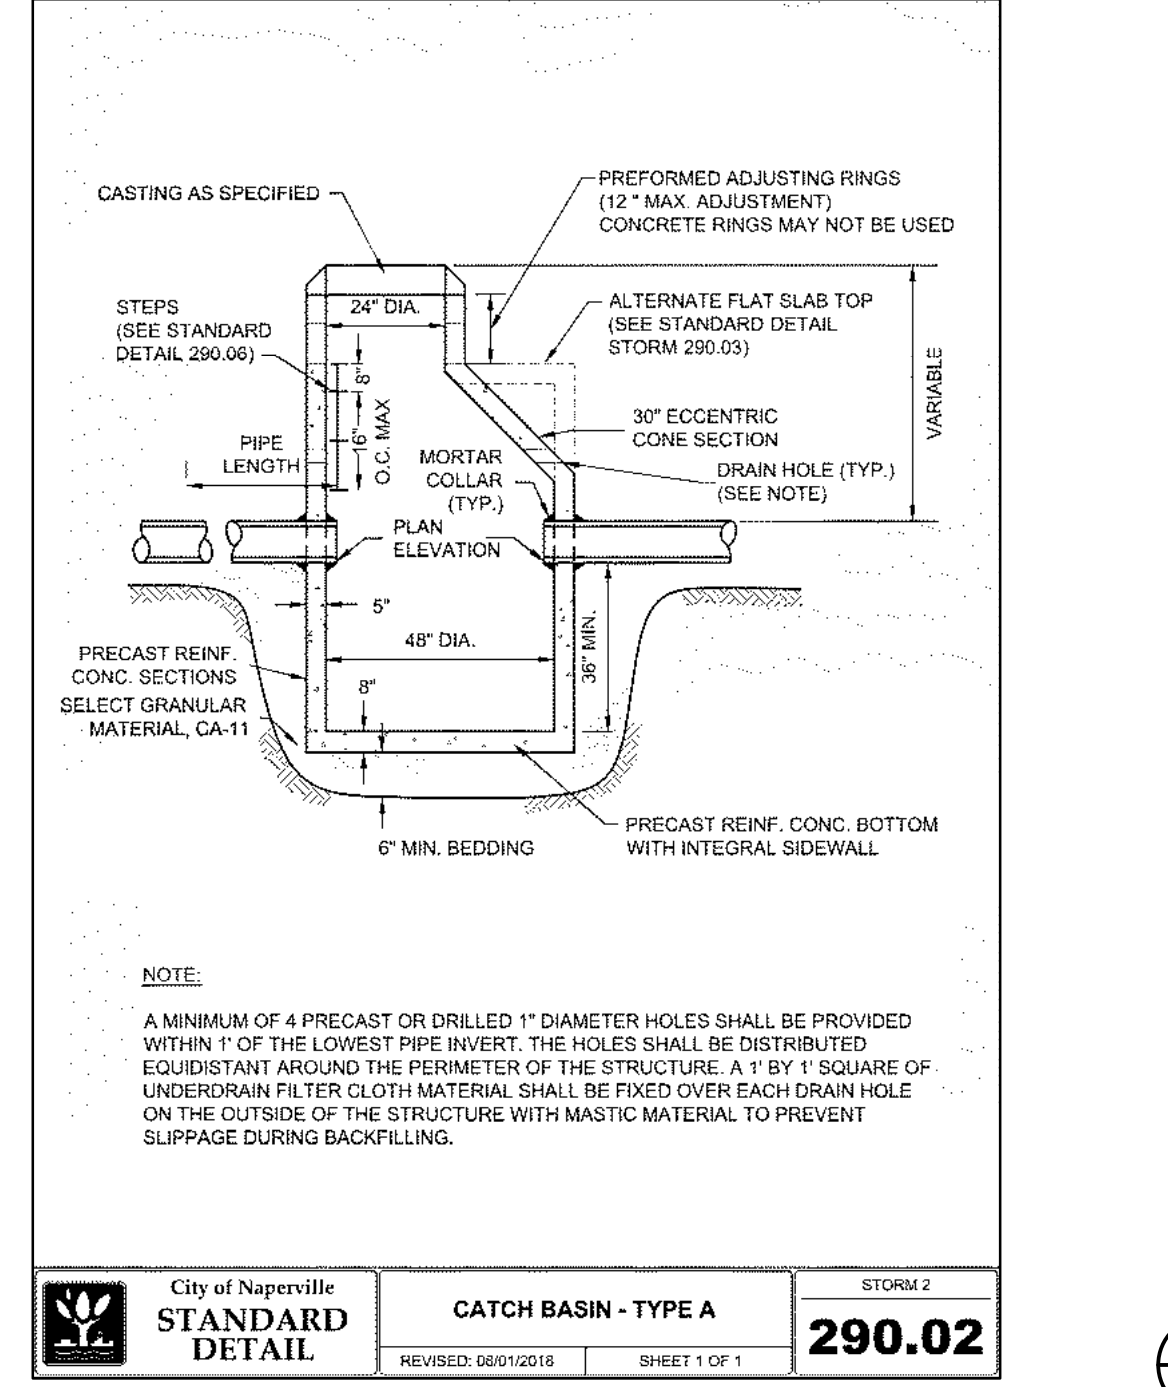 CASTING AS SPECIFIED
PREFORMED ADJUSTING RINGS
(12 " MAX. ADJUSTMENT)
CONCRETE RINGS MAY NOT BE USED
STEPS
(SEE STANDARD
DETAIL 290.06)
24" DIA.
ALTERNATE FLAT SLAB TOP
(SEE STANDARD DETAIL
STORM 290.03)
8"
16"
O.C. MAX
VARIABLE
30" ECCENTRIC
CONE SECTION
PIPE
LENGTH
MORTAR
COLLAR
(TYP.)
DRAIN HOLE (TYP.)
(SEE NOTE)
PLAN
ELEVATION
5"
48" DIA.
36" MIN.
PRECAST REINF.
CONC. SECTIONS
8"
SELECT GRANULAR
MATERIAL, CA-11
PRECAST REINF. CONC. BOTTOM
WITH INTEGRAL SIDEWALL
6" MIN. BEDDING
NOTE:
A MINIMUM OF 4 PRECAST OR DRILLED 1" DIAMETER HOLES SHALL BE PROVIDED
WITHIN 1' OF THE LOWEST PIPE INVERT. THE HOLES SHALL BE DISTRIBUTED
EQUIDISTANT AROUND THE PERIMETER OF THE STRUCTURE. A 1' BY 1' SQUARE OF
UNDERDRAIN FILTER CLOTH MATERIAL SHALL BE FIXED OVER EACH DRAIN HOLE
ON THE OUTSIDE OF THE STRUCTURE WITH MASTIC MATERIAL TO PREVENT
SLIPPAGE DURING BACKFILLING.
City of Naperville
STANDARD
DETAIL
CATCH BASIN - TYPE A
REVISED: 08/01/2018
SHEET 1 OF 1
STORM 2
290.02